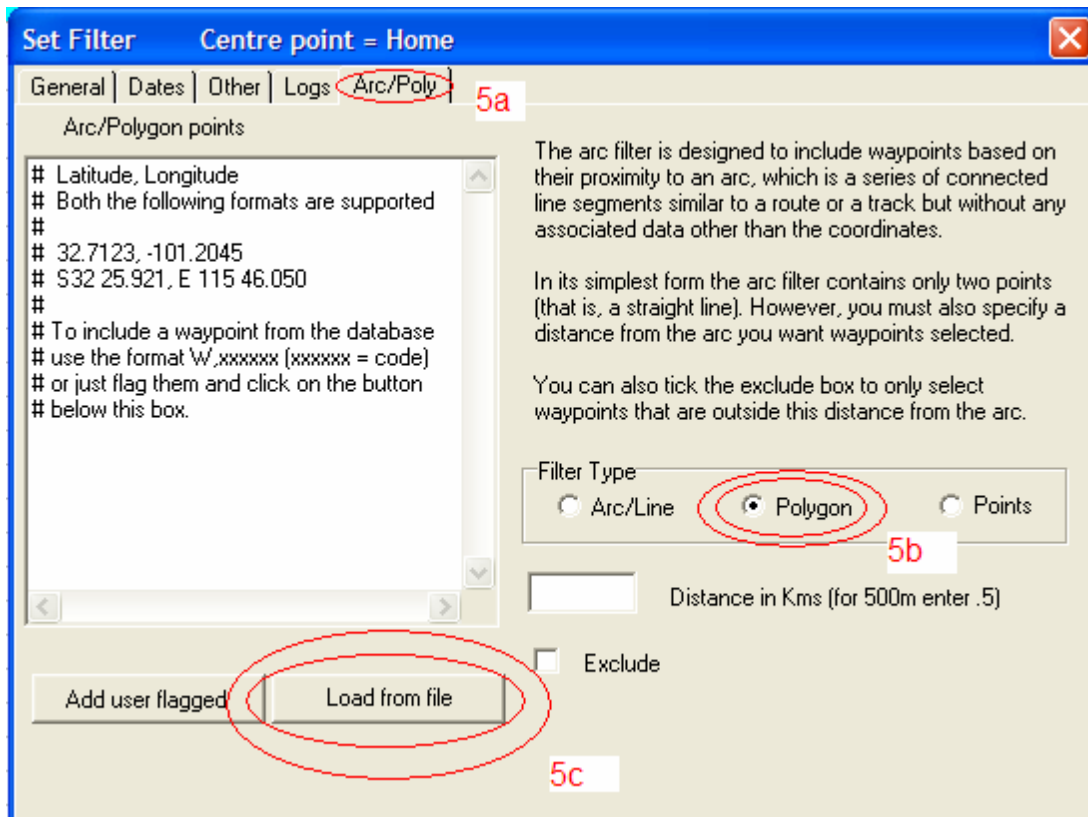 Set Filter Centre point = Home
General Dates Other Logs Arc/Poly
5a
Arc/Polygon points
# Latitude, Longitude
# Both the following formats are supported
#
# 32.7123, -101.2045
# S32 25.921, E 115 46.050
#
# To include a waypoint from the database
# use the format W,xxxxxx (xxxxxx = code)
# or just flag them and click on the button
# below this box.
The arc filter is designed to include waypoints based on
their proximity to an arc, which is a series of connected
line segments similar to a route or a track but without any
associated data other than the coordinates.
In its simplest form the arc filter contains only two points
(that is, a straight line). However, you must also specify a
distance from the arc you want waypoints selected.
You can also tick the exclude box to only select
waypoints that are outside this distance from the arc.
Filter Type
Arc/Line Polygon Points
5b
Distance in Kms (for 500m enter .5)
Exclude
Add user flagged Load from file
5c